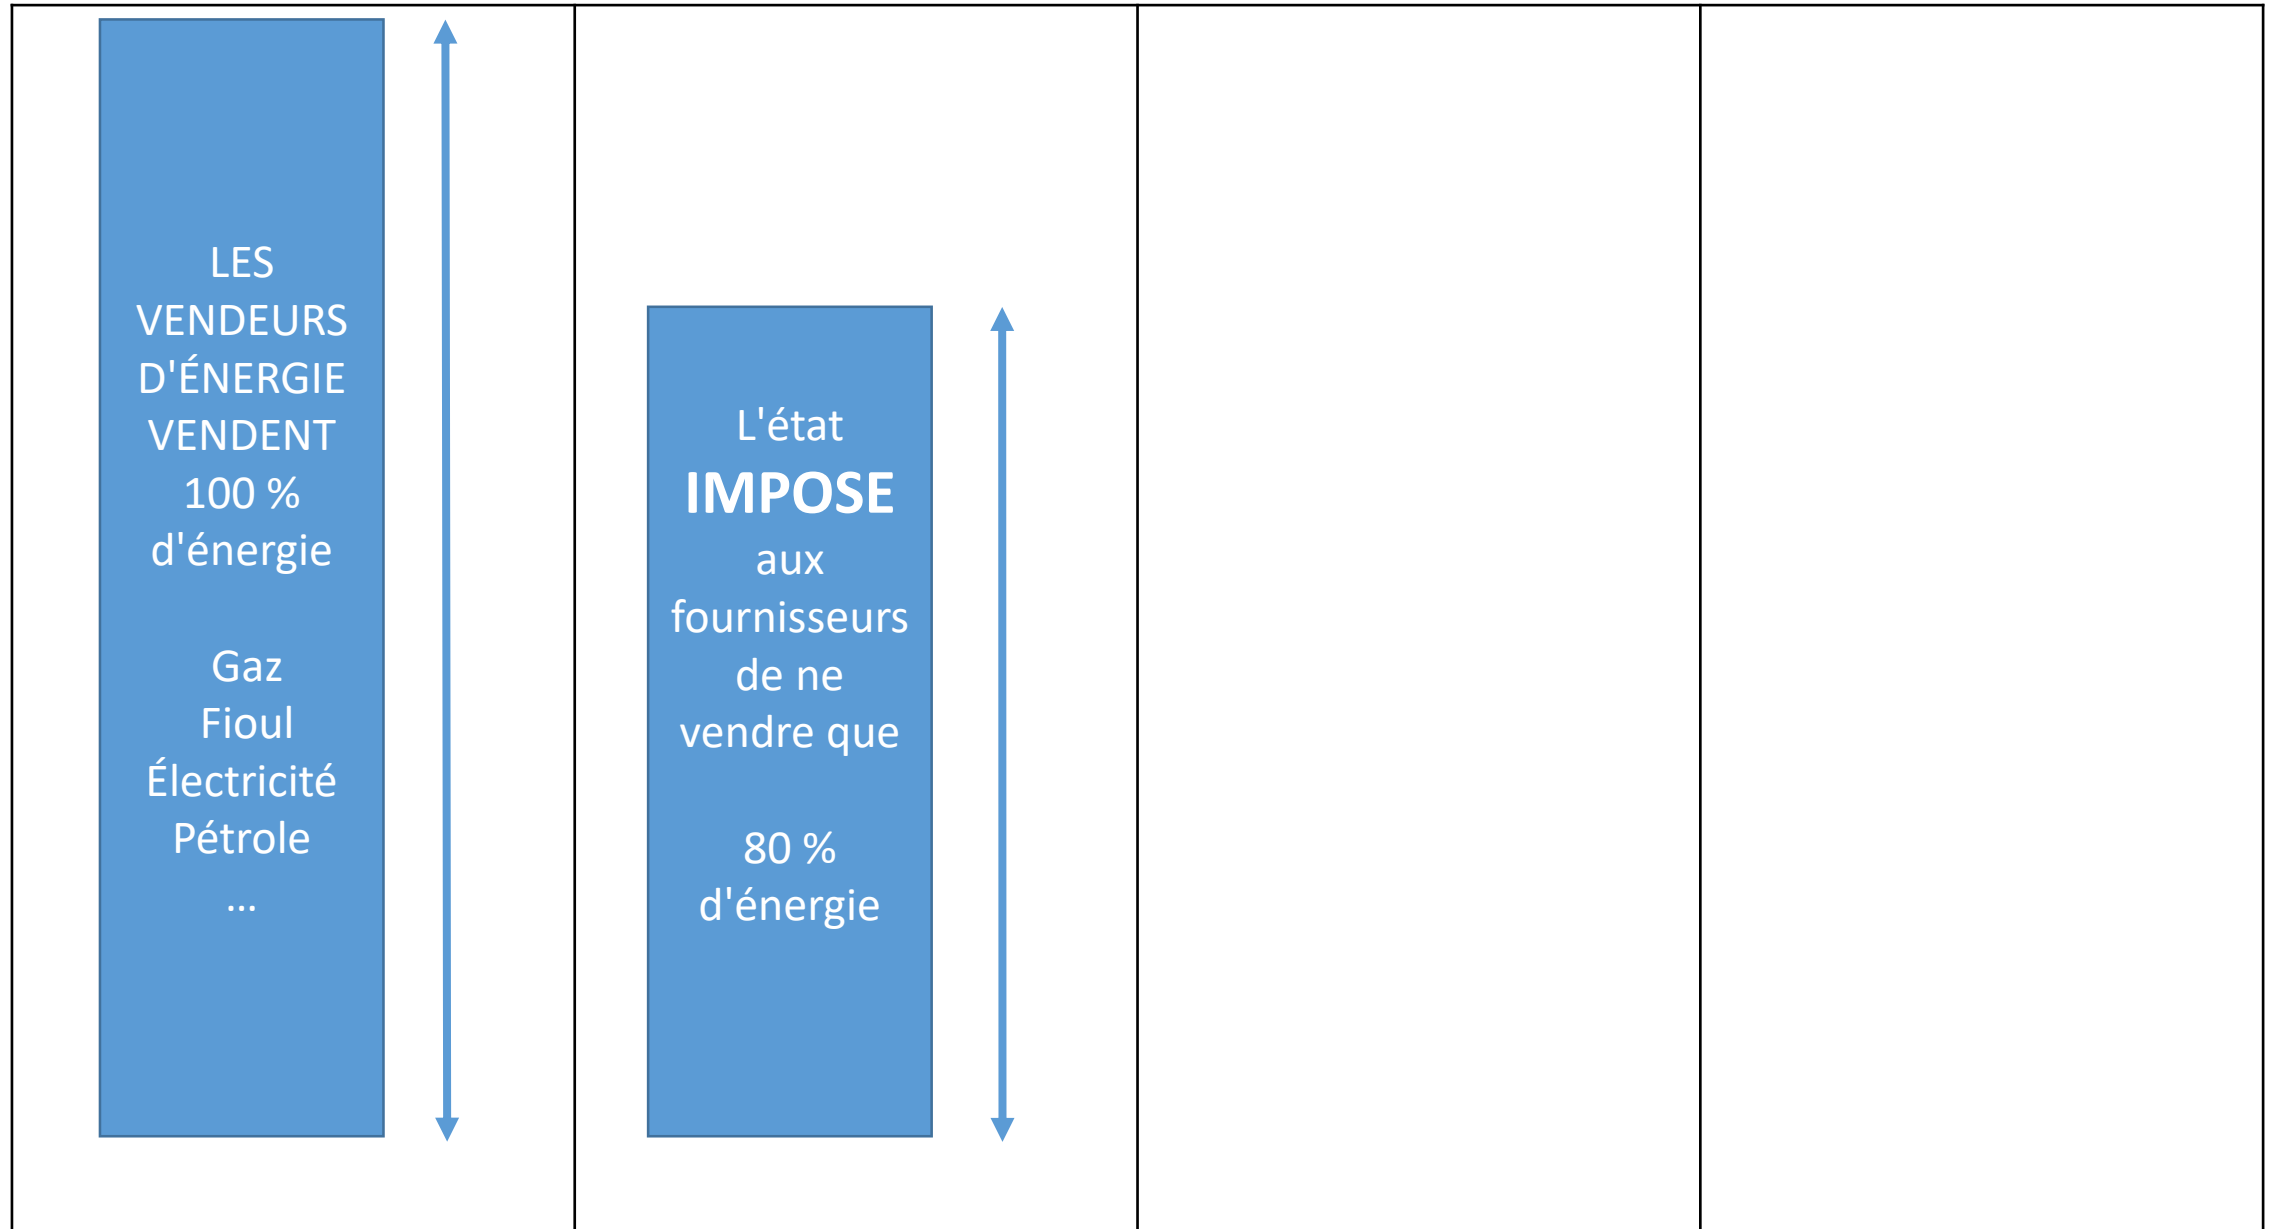 LES
VENDEURS
D'ÉNERGIE
VENDENT
100 %
d'énergie
Gaz
Fioul
Électricité
Pétrole
...
L'état
IMPOSE
aux
fournisseurs
de ne
vendre que
80 %
d'énergie